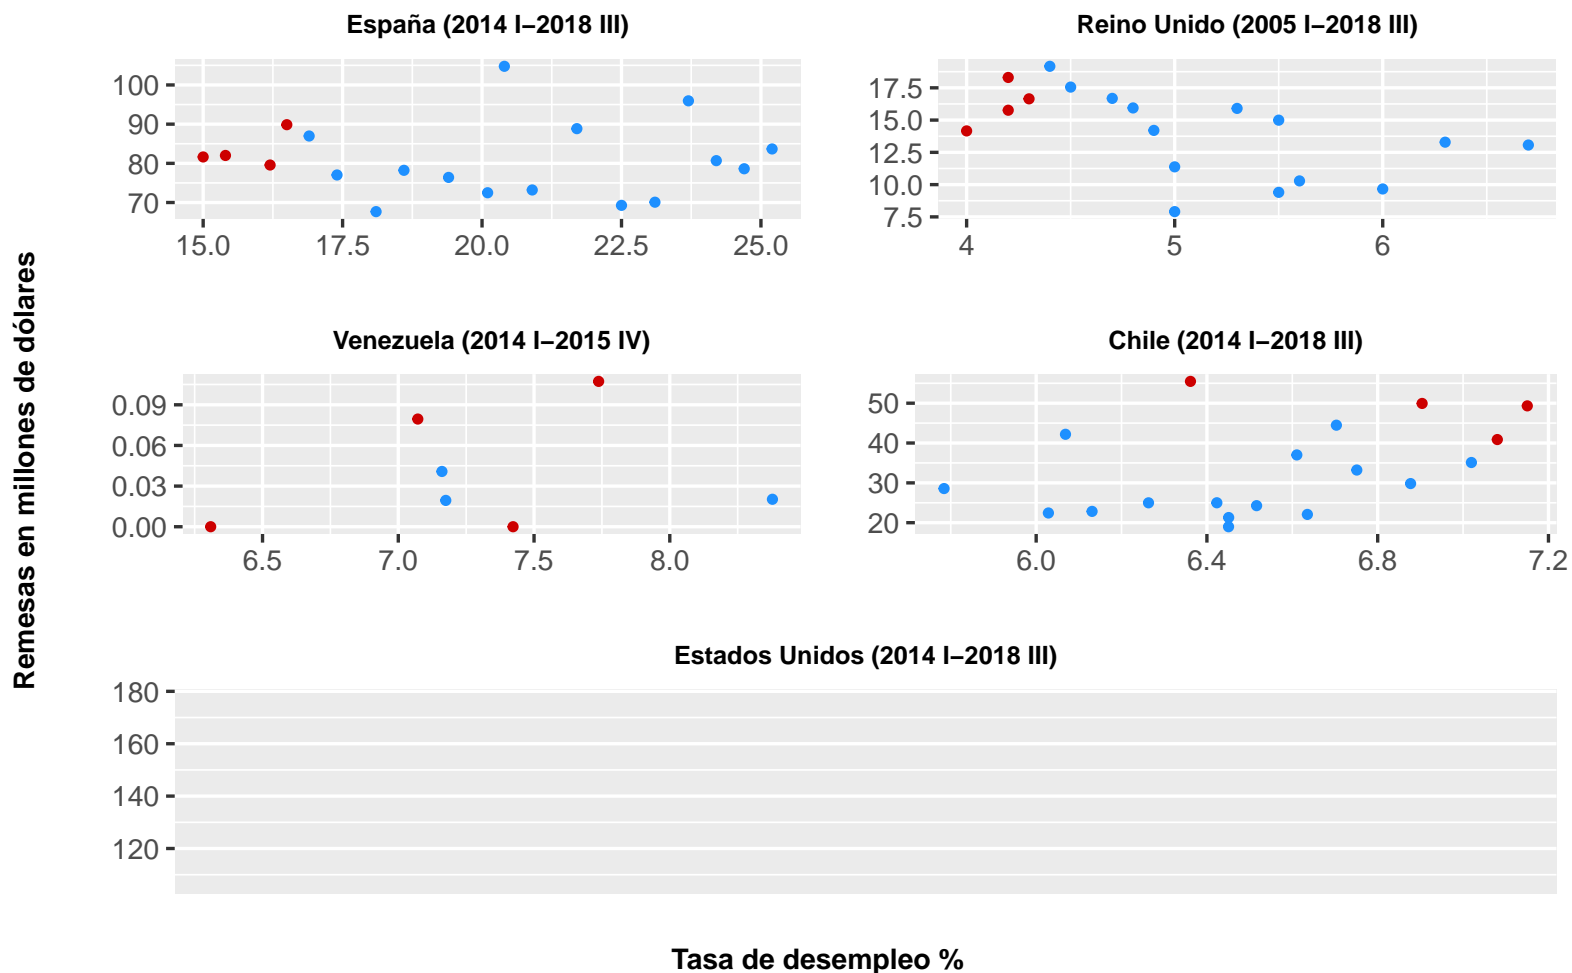 España (2014 I–2018 III)
Reino Unido (2005 I–2018 III)
100
90
80
70
15.0 17.5 20.0 22.5 25.0
17.5
15.0
12.5
10.0
7.5
4 5 6
Remesas en millones de dólares
Venezuela (2014 I–2015 IV)
Chile (2014 I–2018 III)
0.09
0.06
0.03
0.00
6.5 7.0 7.5 8.0
50
40
30
20
6.0 6.4 6.8 7.2
Estados Unidos (2014 I–2018 III)
180
160
140
120
Tasa de desempleo %